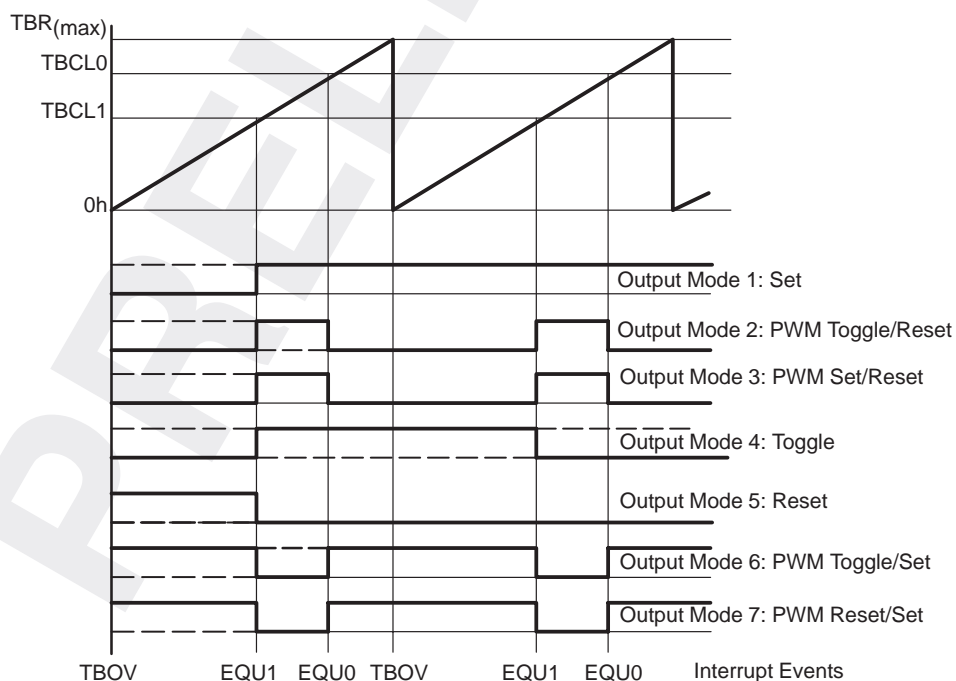 TBR(max)
TBCL0
TBCL1
0h
Output Mode 1: Set
Output Mode 2: PWM Toggle/Reset
Output Mode 3: PWM Set/Reset
Output Mode 4: Toggle
Output Mode 5: Reset
Output Mode 6: PWM Toggle/Set
Output Mode 7: PWM Reset/Set
TBOV EQU1 EQU0 TBOV EQU1 EQU0 Interrupt Events
PREL